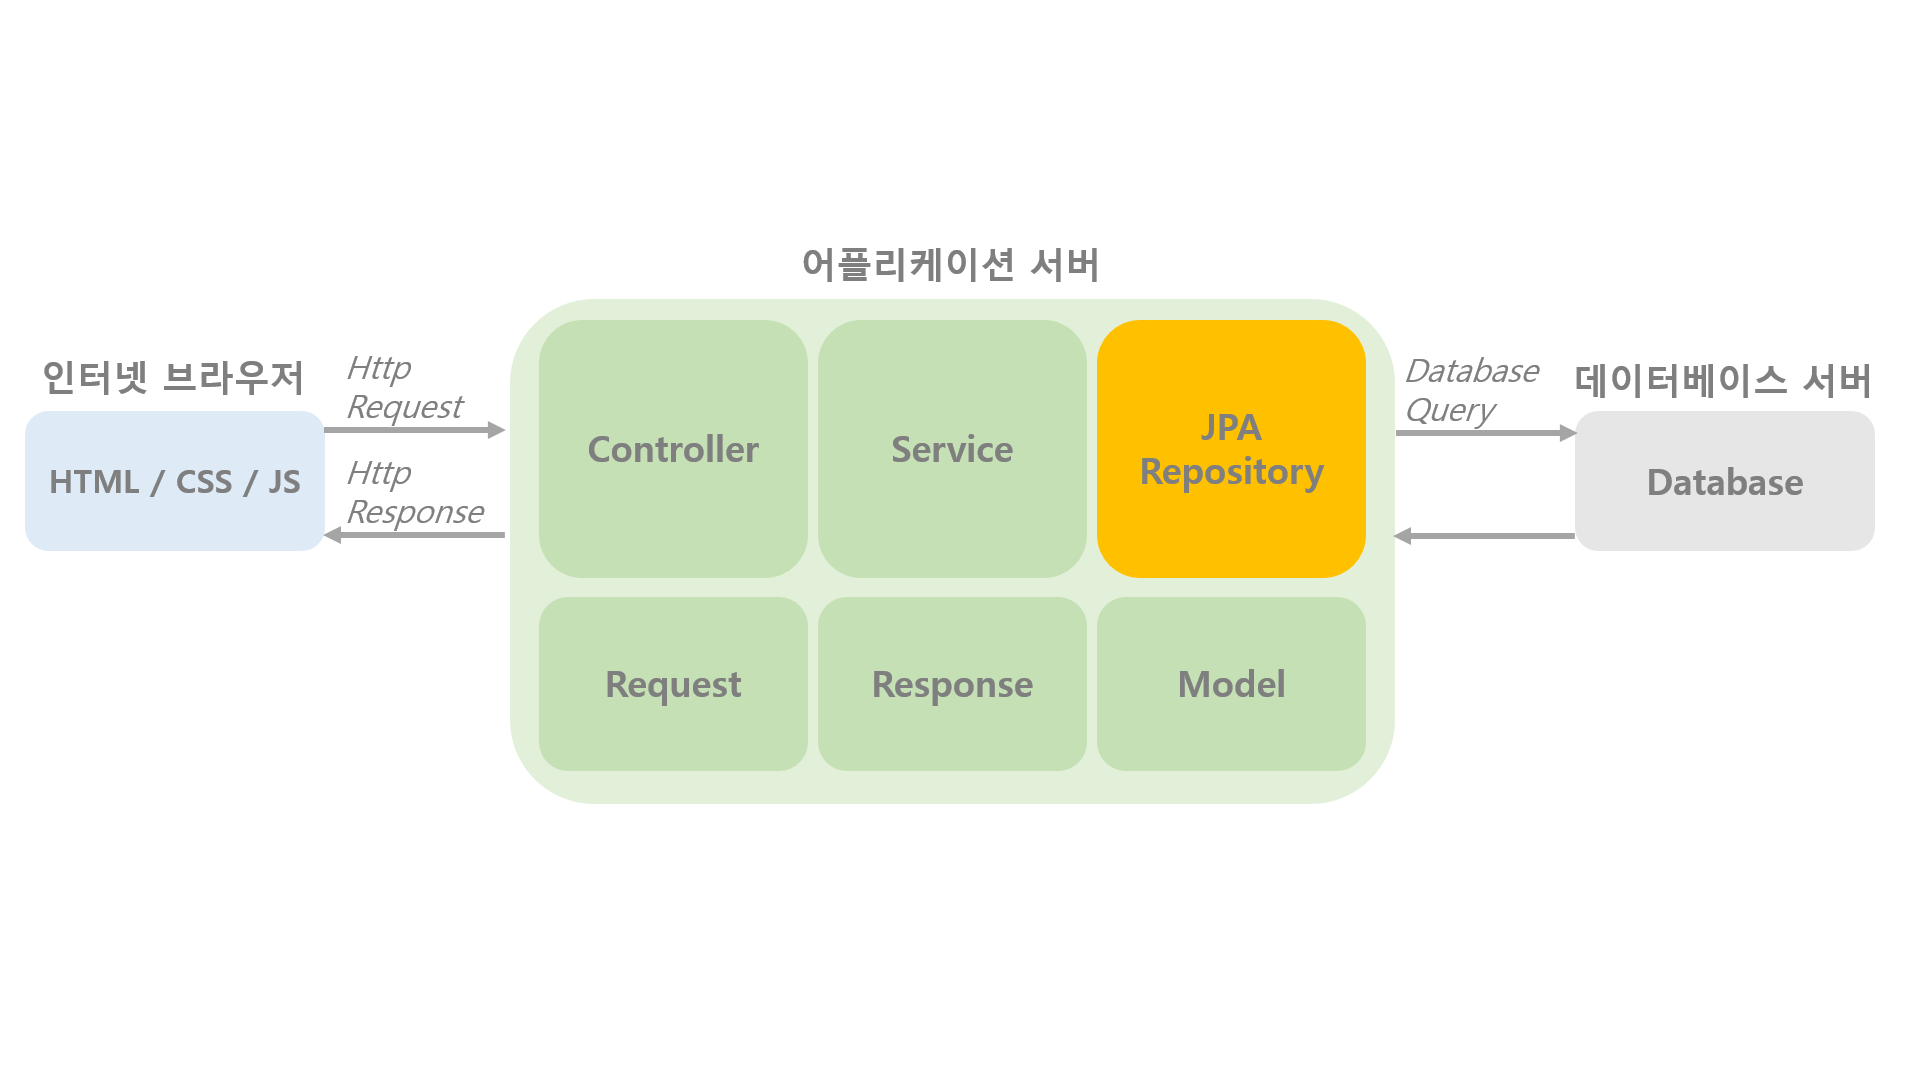 어플리케이션 서버
인터넷 브라우저
HTML / CSS / JS
Http
Request
Http
Response
Controller
Service
JPA
Repository
Request
Response
Model
Database
Query
데이터베이스 서버
Database